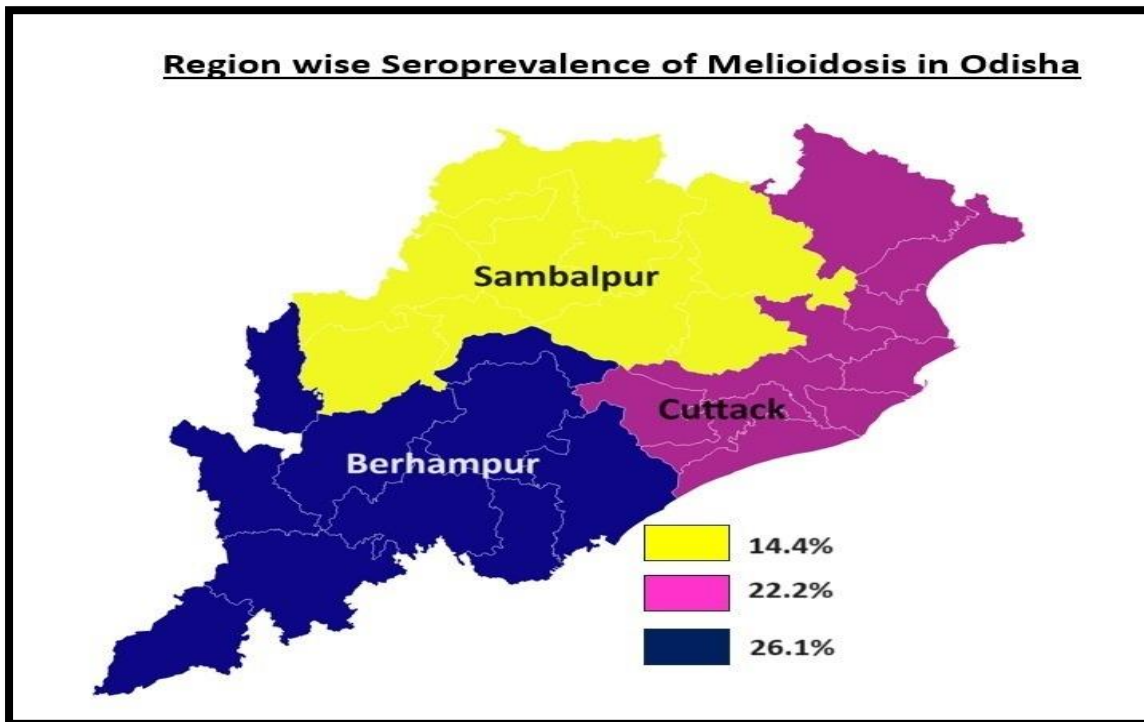 Region wise Seroprevalence of Melioidosis in Odisha
Sambalpur
Cuttack
Berhampur
14.4%
22.2%
26.1%